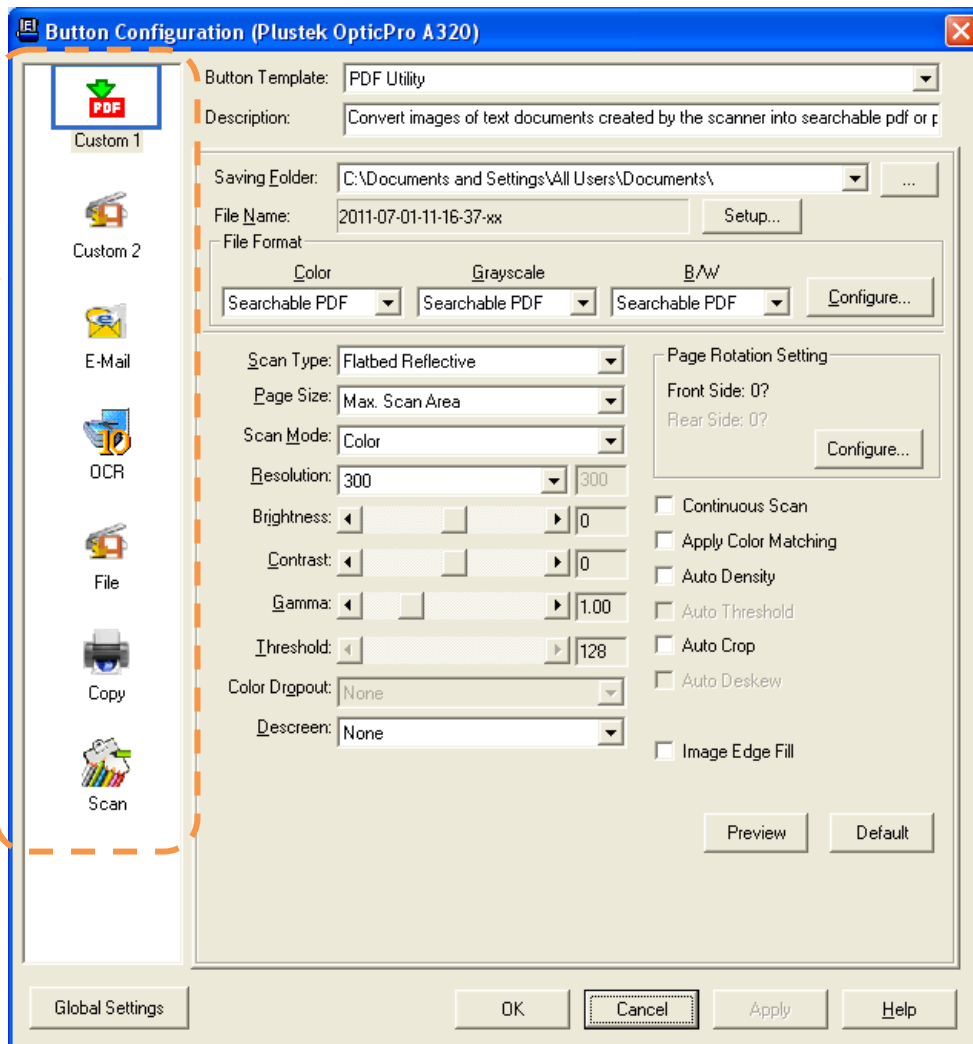 Button Configuration (Plustek OpticPro A320)
PDF
Custom 1
Custom 2
E-Mail
OCR
File
Copy
Scan
Button Template: PDF Utility
Description: Convert images of text documents created by the scanner into searchable pdf or p
Saving Folder: C:\Documents and Settings\All Users\Documents\ ...
File Name: 2011-07-01-11-16-37-xx Setup...
File Format
Color Grayscale B/W
Searchable PDF Searchable PDF Searchable PDF Configure...
Scan Type: Flatbed Reflective
Page Size: Max. Scan Area
Scan Mode: Color
Resolution: 300 300
Brightness: 0
Contrast: 0
Gamma: 1.00
Threshold: 128
Color Dropout: None
Descreen: None
Page Rotation Setting
Front Side: 0?
Rear Side: 0?
Configure...
Continuous Scan
Apply Color Matching
Auto Density
Auto Threshold
Auto Crop
Auto Deskew
Image Edge Fill
Preview Default
Global Settings OK Cancel Apply Help